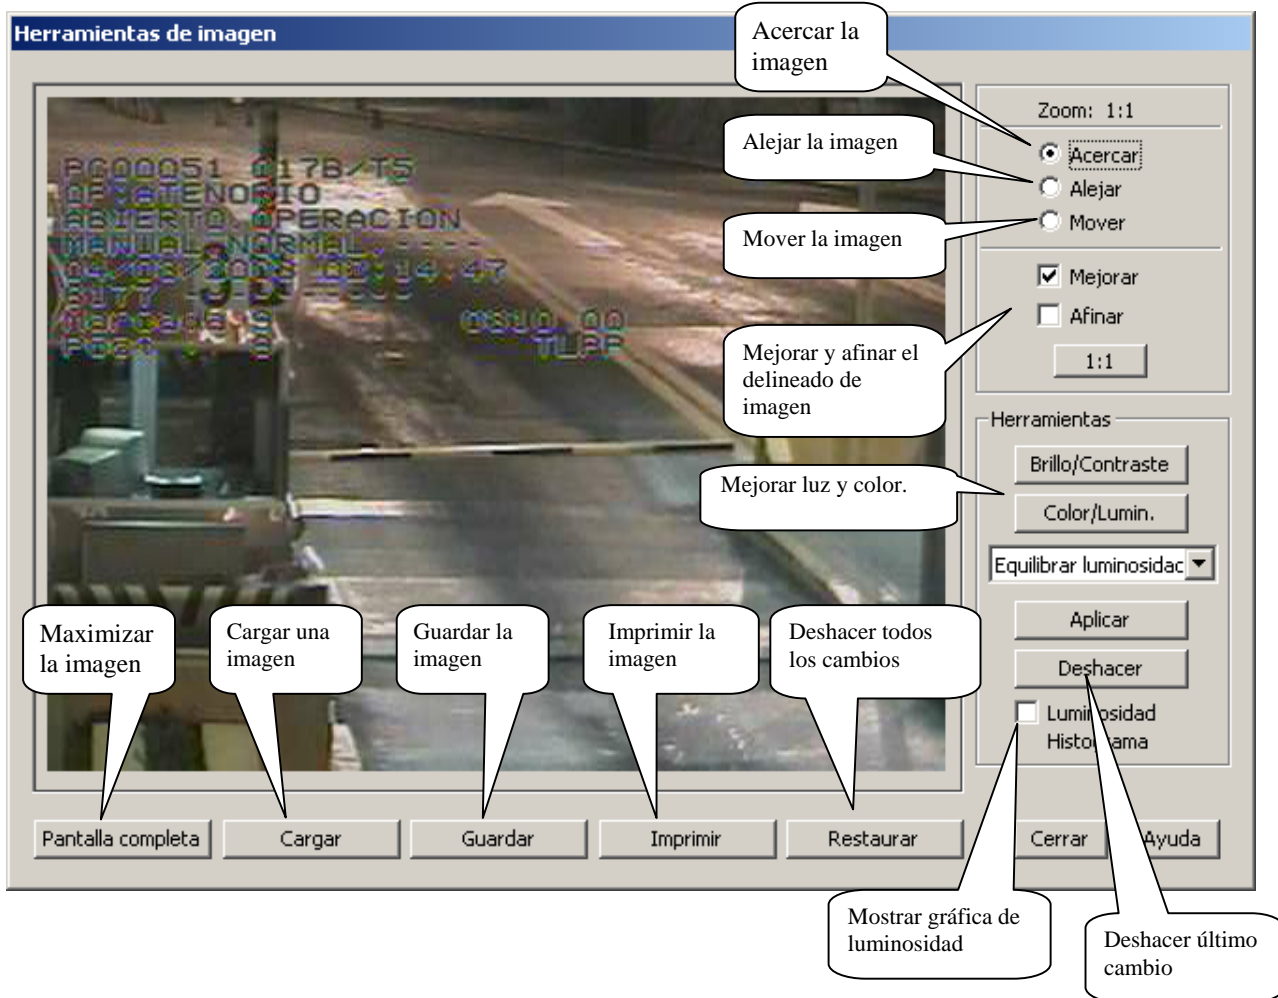 Herramientas de imagen
Acercar la
imagen
Zoom: 1:1
Alejar la imagen
Acercar
Alejar
Mover la imagen
Mover
Mejorar
Afinar
Mejorar y afinar el
delineado de
imagen
1:1
PG00051 017B/T5
ABIERTO.OPERACION
MANUAL, NORMAL,
TLPP
Herramientas
Brillo/Contraste
Mejorar luz y color.
Color/Lumin.
Equilibrar luminosidac
Maximizar
la imagen
Cargar una
imagen
Guardar la
imagen
Imprimir la
imagen
Deshacer todos
los cambios
Aplicar
Deshacer
Luminosidad
Histograma
Pantalla completa
Cargar
Guardar
Imprimir
Restaurar
Cerrar
Ayuda
Mostrar gráfica de
luminosidad
Deshacer último
cambio